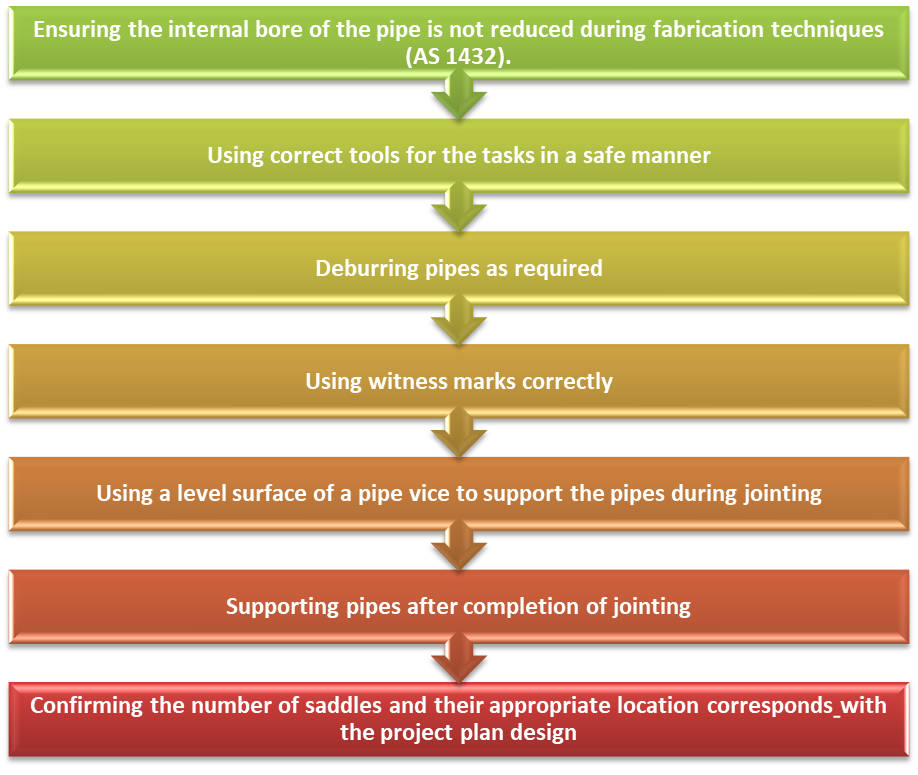 Ensuring the internal bore of the pipe is not reduced during fabrication techniques
(AS 1432).
Using correct tools for the tasks in a safe manner
Deburring pipes as required
Using witness marks correctly
Using a level surface of a pipe vice to support the pipes during jointing
Supporting pipes after completion of jointing
Confirming the number of saddles and their appropriate location corresponds with
the project plan design